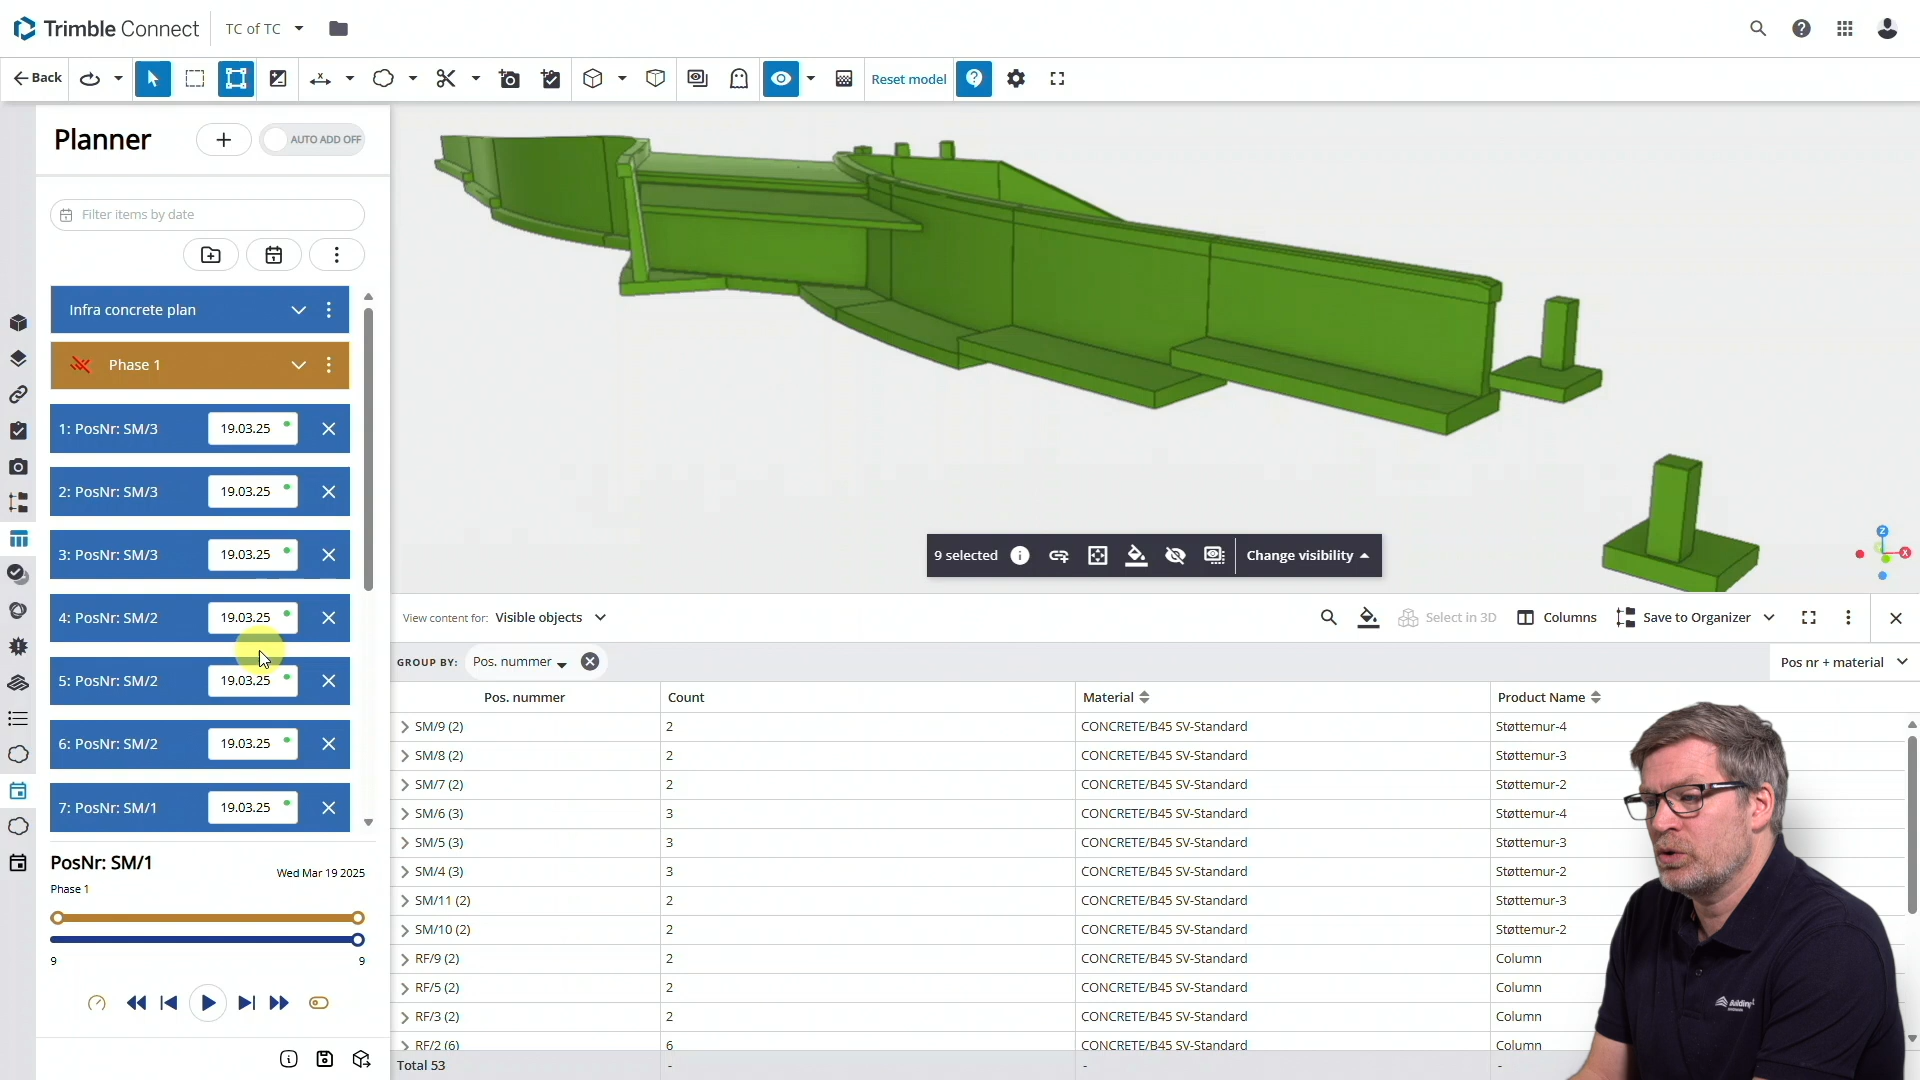 Trimble Connect
TC of TC
Back
Reset model
Planner
AUTO ADD OFF
Filter items by date
Infra concrete plan
Phase 1
1: PosNr: SM/3 19.03.25
2: PosNr: SM/3 19.03.25
3: PosNr: SM/3 19.03.25
4: PosNr: SM/2 19.03.25
5: PosNr: SM/2 19.03.25
6: PosNr: SM/2 19.03.25
7: PosNr: SM/1 19.03.25
PosNr: SM/1
Wed Mar 19 2025
Phase 1
9 9
9 selected
Change visibility
Z
X
View content for: Visible objects
Select in 3D
Columns
Save to Organizer
GROUP BY: Pos. nummer
Pos nr + material
Pos. nummer Count Material Product Name
SM/9 (2) 2 CONCRETE/B45 SV-Standard Støttemur-4
SM/8 (2) 2 CONCRETE/B45 SV-Standard Støttemur-3
SM/7 (2) 2 CONCRETE/B45 SV-Standard Støttemur-2
SM/6 (3) 3 CONCRETE/B45 SV-Standard Støttemur-4
SM/5 (3) 3 CONCRETE/B45 SV-Standard Støttemur-3
SM/4 (3) 3 CONCRETE/B45 SV-Standard Støttemur-2
SM/11 (2) 2 CONCRETE/B45 SV-Standard Støttemur-3
SM/10 (2) 2 CONCRETE/B45 SV-Standard Støttemur-2
RF/9 (2) 2 CONCRETE/B45 SV-Standard Column
RF/5 (2) 2 CONCRETE/B45 SV-Standard Column
RF/3 (2) 2 CONCRETE/B45 SV-Standard Column
RF/2 (6) 6 CONCRETE/B45 SV-Standard Column
Total 53 - - -